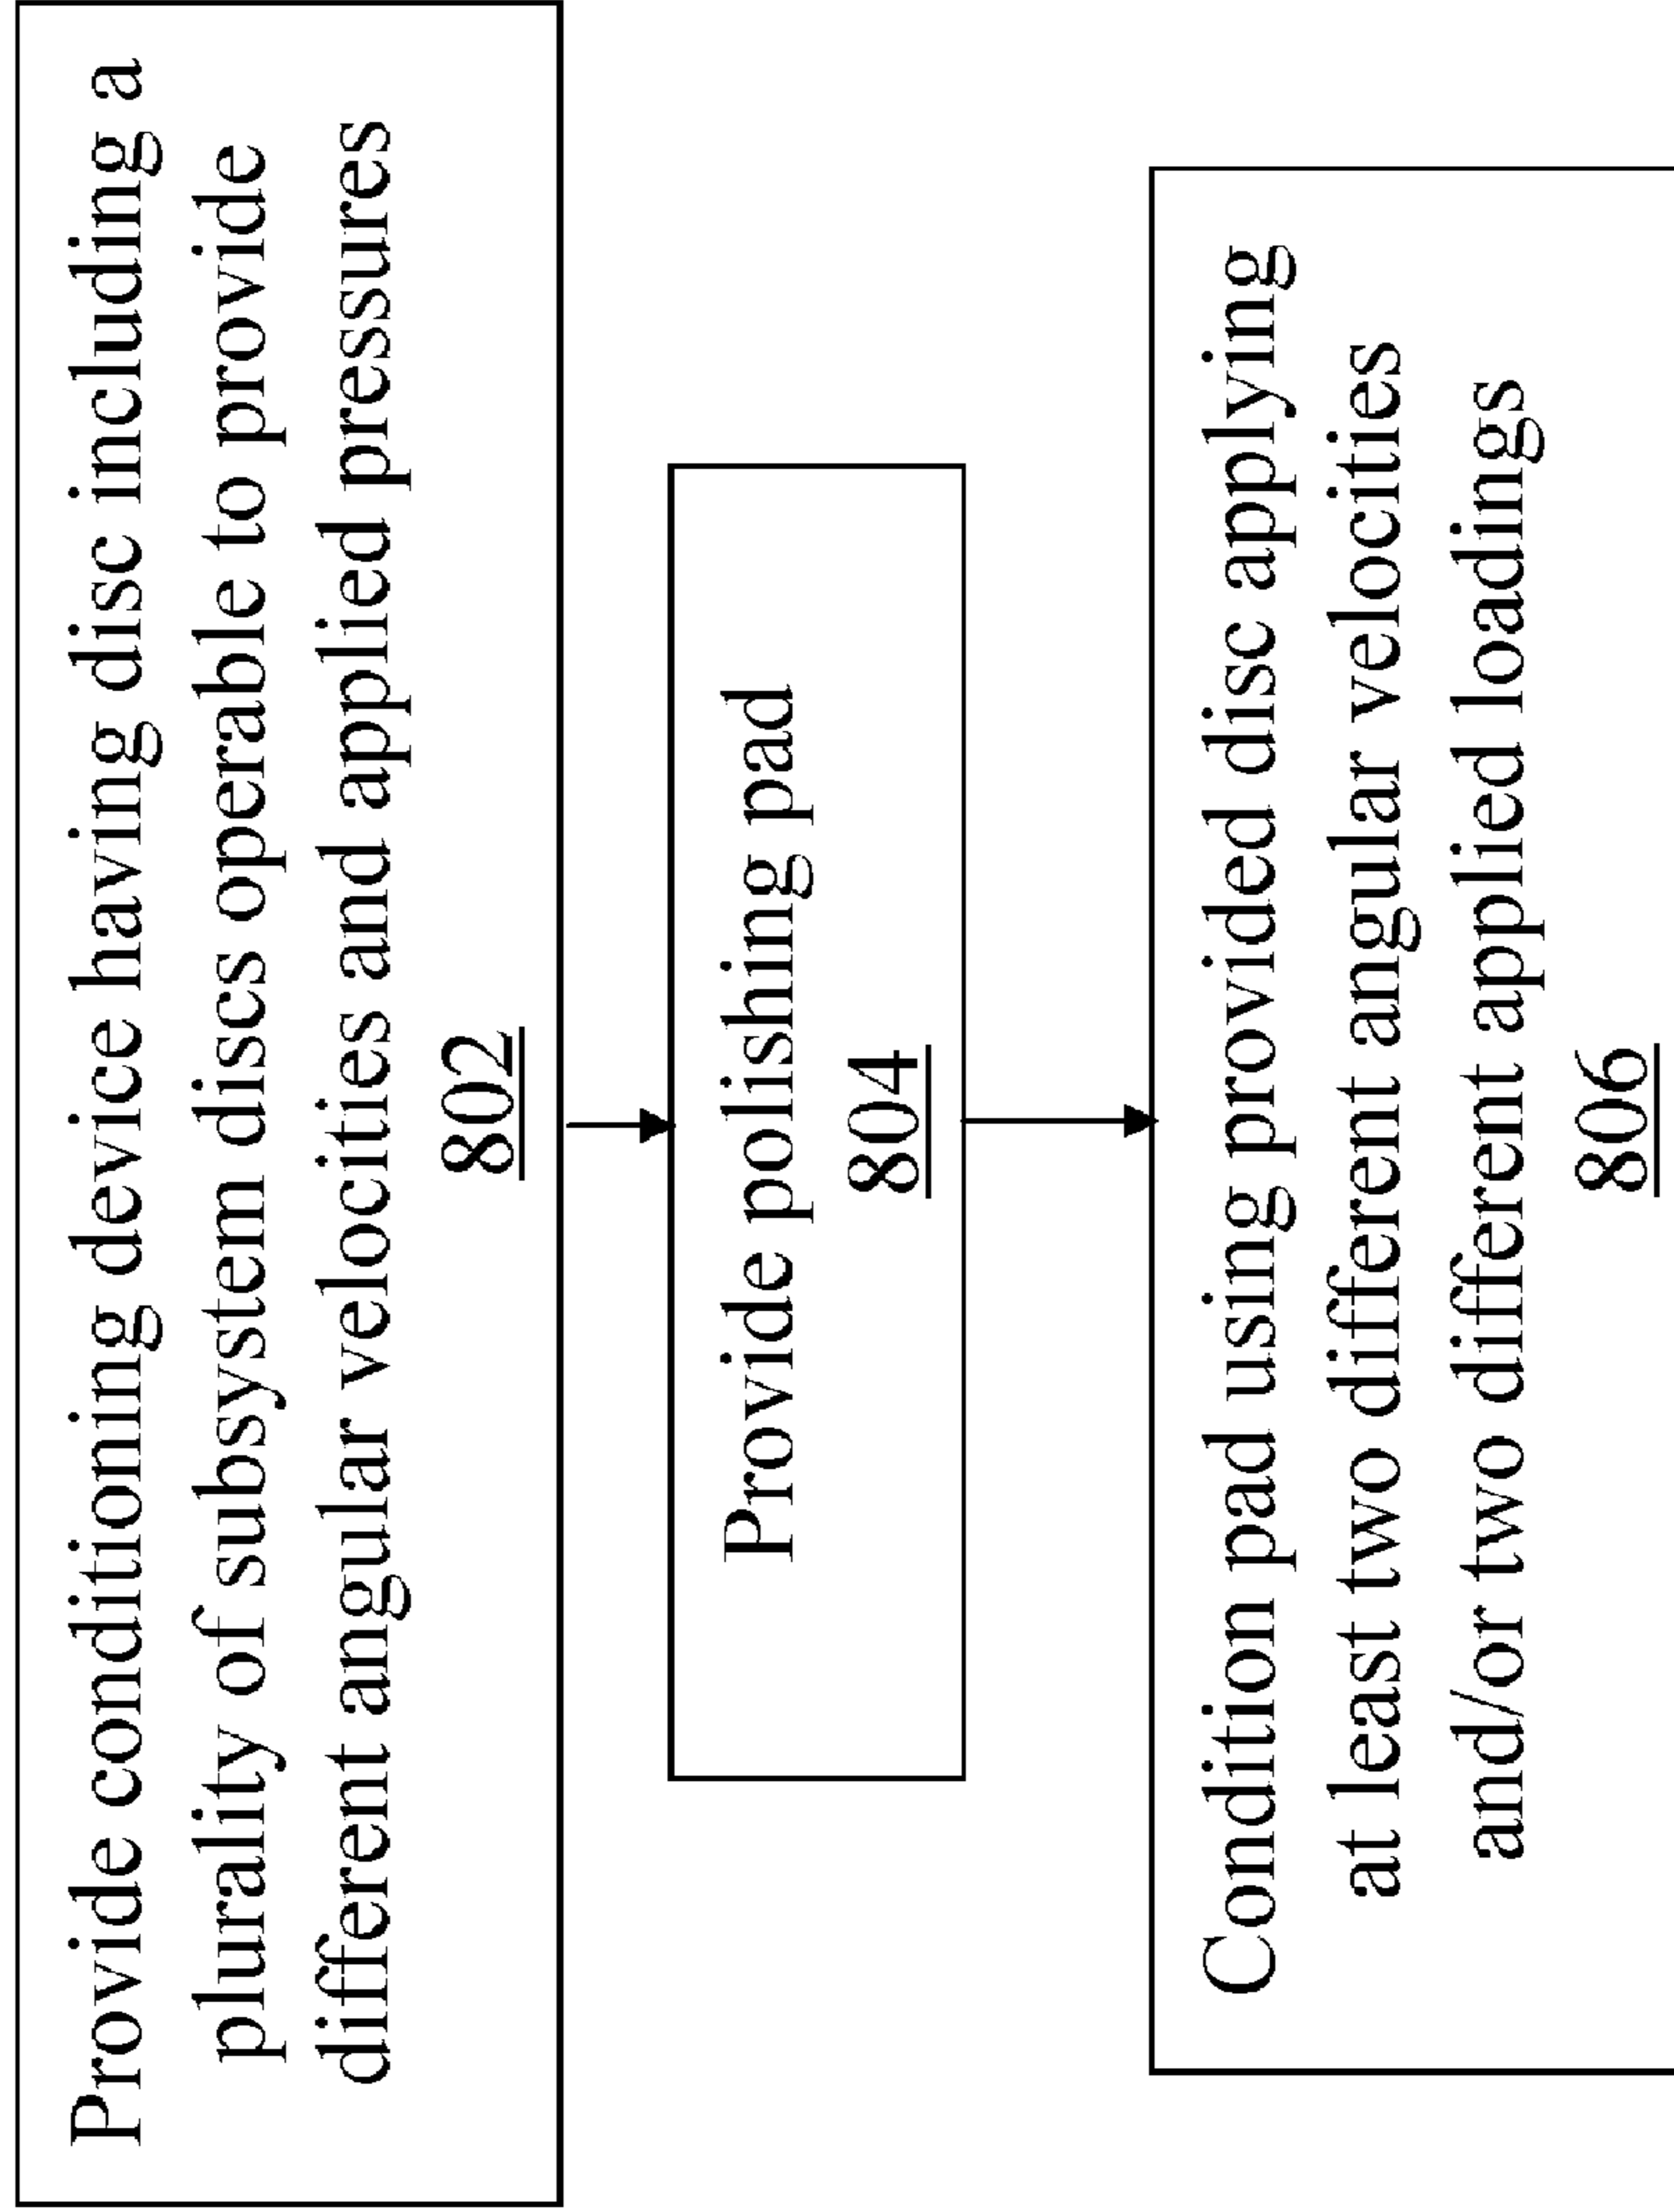 Provide conditioning device having disc including a
plurality of subsystem discs operable to provide
different angular velocities and applied pressures
802
Provide polishing pad
804
Condition pad using provided disc applying
at least two different angular velocities
and/or two different applied loadings
806